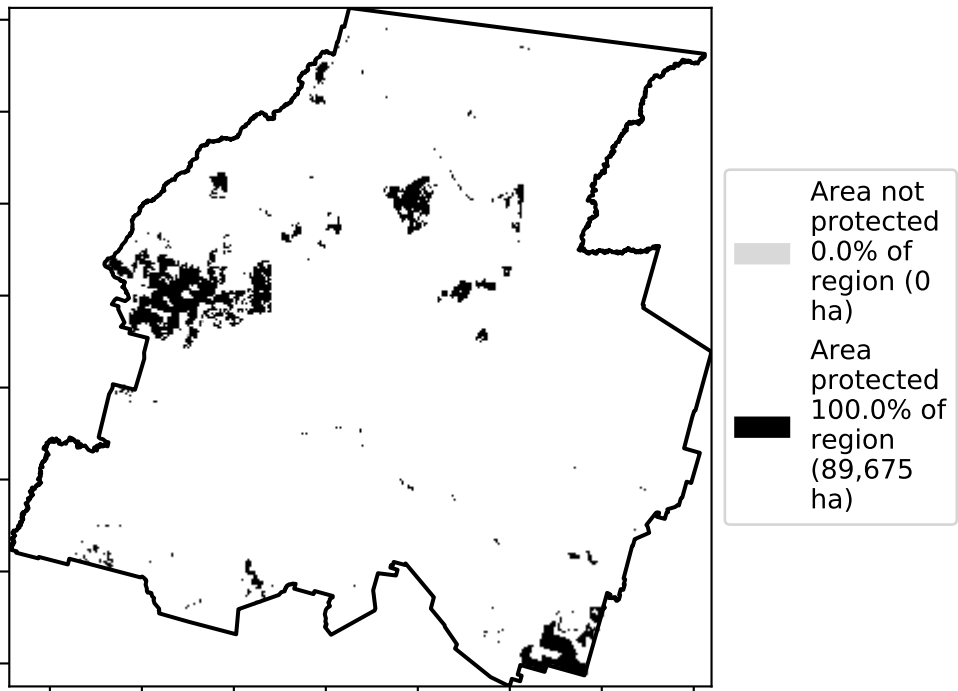 Area not
protected
0.0% of
region (0
ha)
Area
protected
100.0% of
region
(89,675
ha)